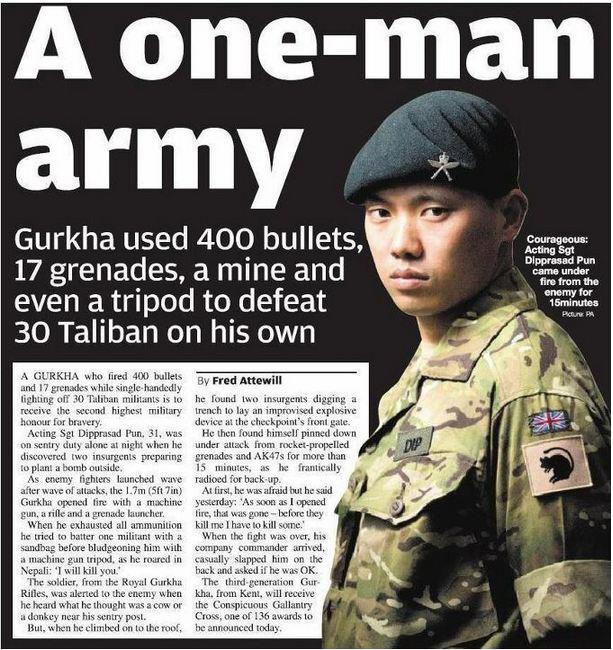 A one-man
army
Gurkha used 400 bullets,
17 grenades, a mine and
even a tripod to defeat
30 Taliban on his own
Courageous:
Acting Sgt
Dipprasad Pun
came under
fire from the
enemy for
15minutes
Picture: PA
A GURKHA who fired 400 bullets
and 17 grenades while single-handedly
fighting off 30 Taliban militants is to
receive the second highest military
honour for bravery.
Acting Sgt Dipprasad Pun, 31, was
on sentry duty alone at night when he
discovered two insurgents preparing
to plant a bomb outside.
As enemy fighters launched wave
after wave of attacks, the 1.7m (5ft 7in)
Gurkha opened fire with a machine
gun, a rifle and a grenade launcher.
When he exhausted all ammunition
he tried to batter one militant with a
sandbag before bludgeoning him with
a machine gun tripod, as he roared in
Nepali: 'I will kill you.'
The soldier, from the Royal Gurkha
Rifles, was alerted to the enemy when
he heard what he thought was a cow or
a donkey near his sentry post.
But, when he climbed on to the roof,
By Fred Attewill
he found two insurgents digging a
trench to lay an improvised explosive
device at the checkpoint's front gate.
He then found himself pinned down
under attack from rocket-propelled
grenades and AK47s for more than
15 minutes, as he frantically
radioed for back-up.
At first, he was afraid but he said
yesterday: 'As soon as I opened
fire, that was gone – before they
kill me I have to kill some.'
When the fight was over, his
company commander arrived,
casually slapped him on the
back and asked if he was OK.
The third-generation Gur-
kha, from Kent, will receive
the Conspicuous Gallantry
Cross, one of 136 awards to
be announced today.
DIP